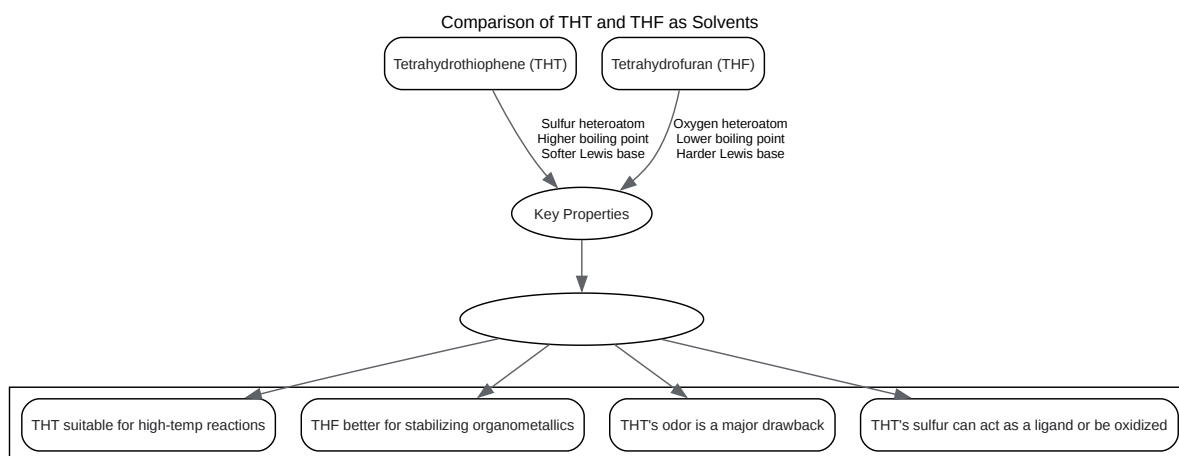 Comparison of THT and THF as Solvents
Tetrahydrothiophene (THT)
Tetrahydrofuran (THF)
Sulfur heteroatom
Higher boiling point
Softer Lewis base
Oxygen heteroatom
Lower boiling point
Harder Lewis base
Key Properties
THT suitable for high-temp reactions
THF better for stabilizing organometallics
THT's odor is a major drawback
THT's sulfur can act as a ligand or be oxidized